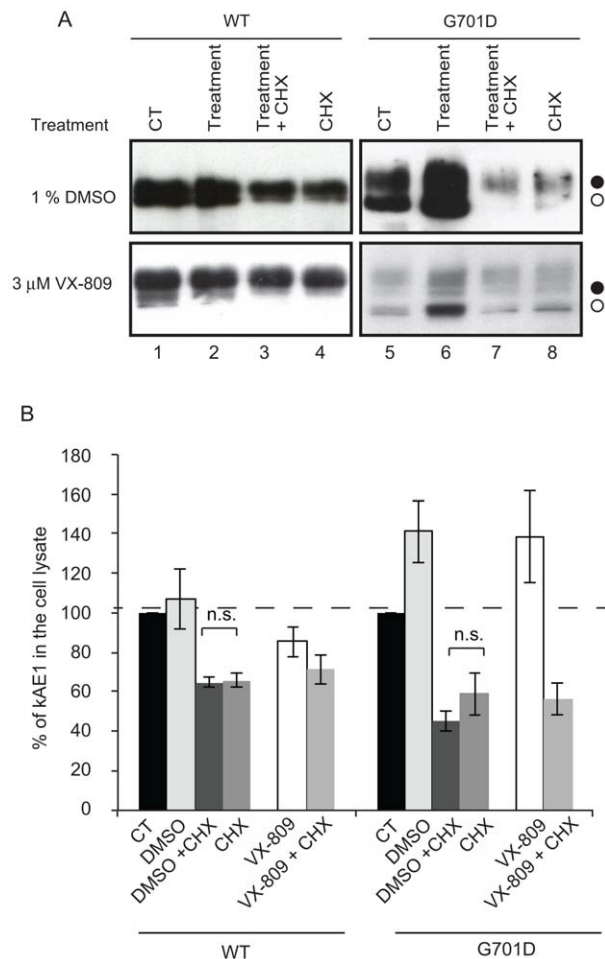 A
WT
G701D
Treatment
CT
Treatment
Treatment
+ CHX
CHX
CT
Treatment
Treatment
+ CHX
CHX
1 % DMSO
3 μM VX-809
1 2 3 4 5 6 7 8
B
% of kAE1 in the cell lysate
180
160
140
120
100
80
60
40
20
0
n.s.
n.s.
CT
DMSO
DMSO +CHX
CHX
VX-809
VX-809 + CHX
CT
DMSO
DMSO +CHX
CHX
VX-809
VX-809 + CHX
WT
G701D